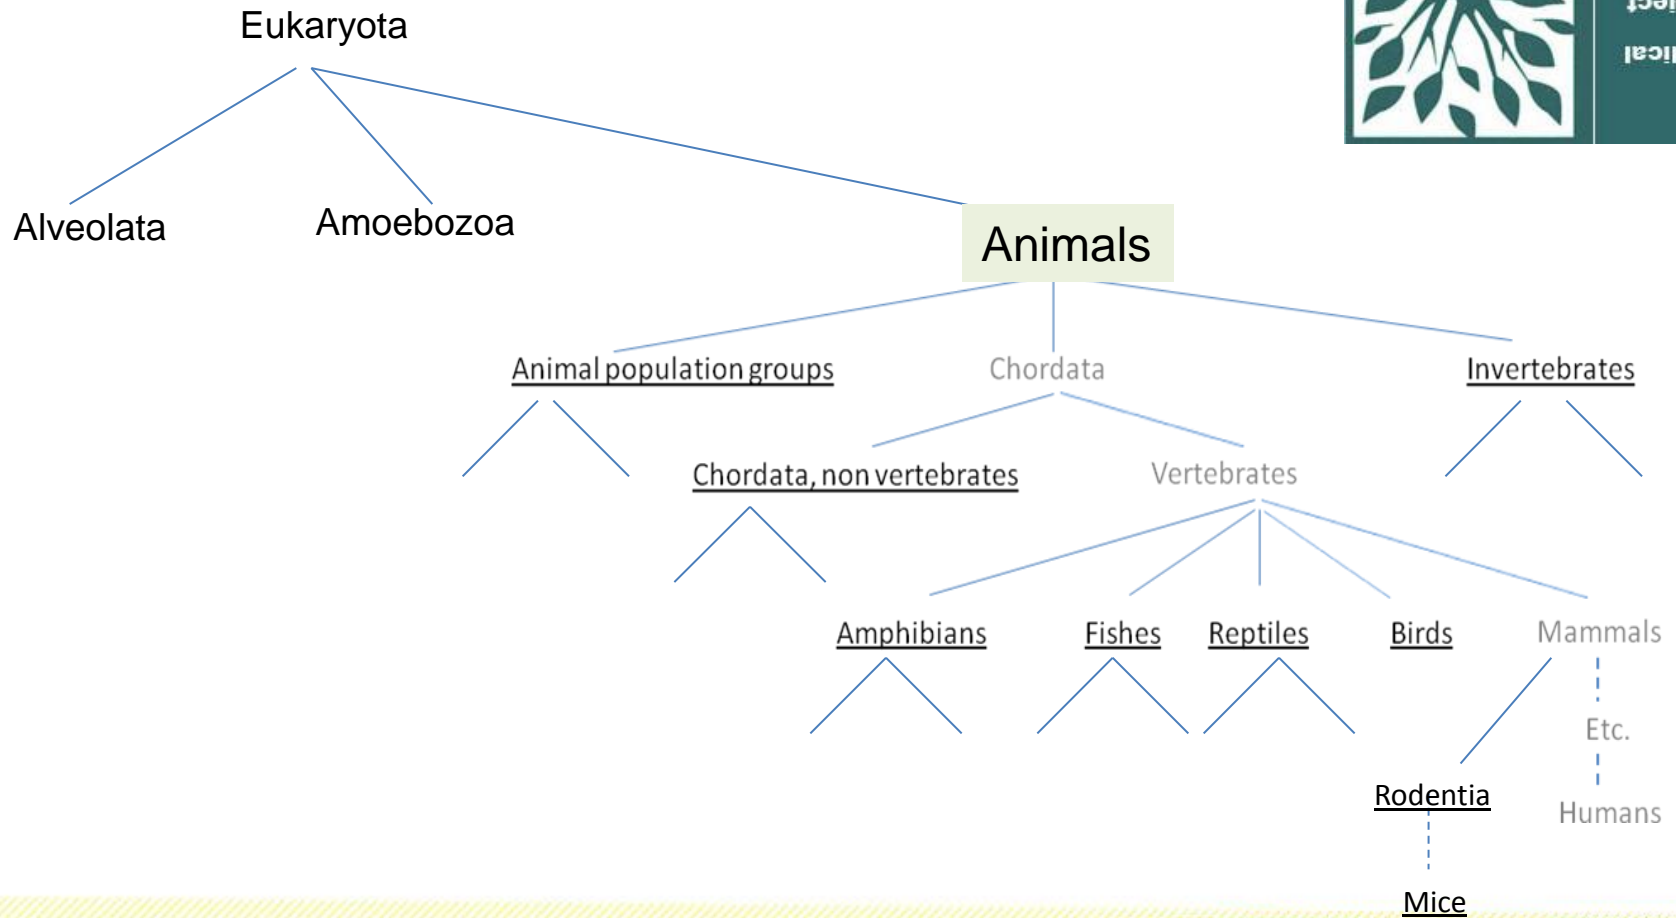 Eukaryota
Alveolata
Amoebozoa
Animals
Animal population groups
Chordata
Invertebrates
Chordata, non vertebrates
Vertebrates
Amphibians
Fishes
Reptiles
Birds
Mammals
Etc.
Rodentia
Humans
Mice